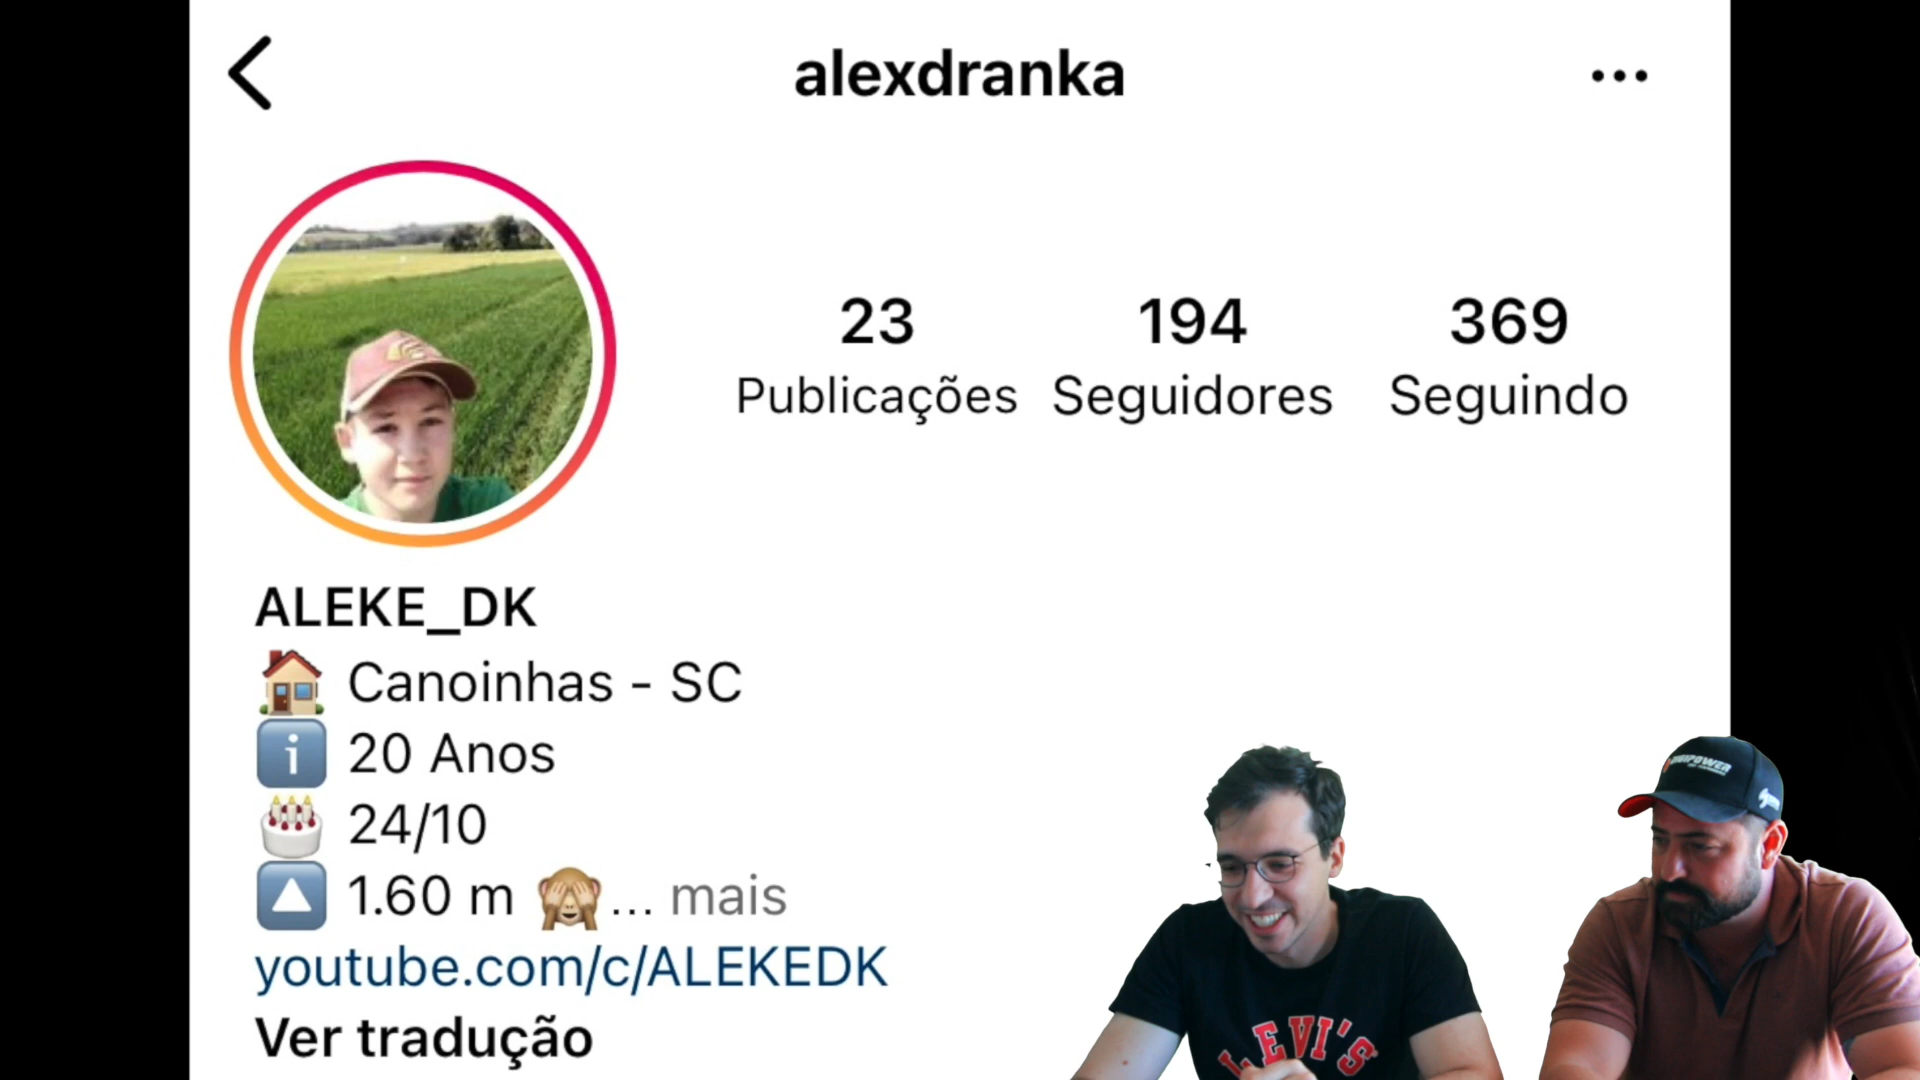 alexdranka
23 194 369
Publicações Seguidores Seguindo
ALEKE_DK
Canoinhas - SC
20 Anos
24/10
1.60 m ... mais
youtube.com/c/ALEKEDK
Ver tradução
LEVI'S